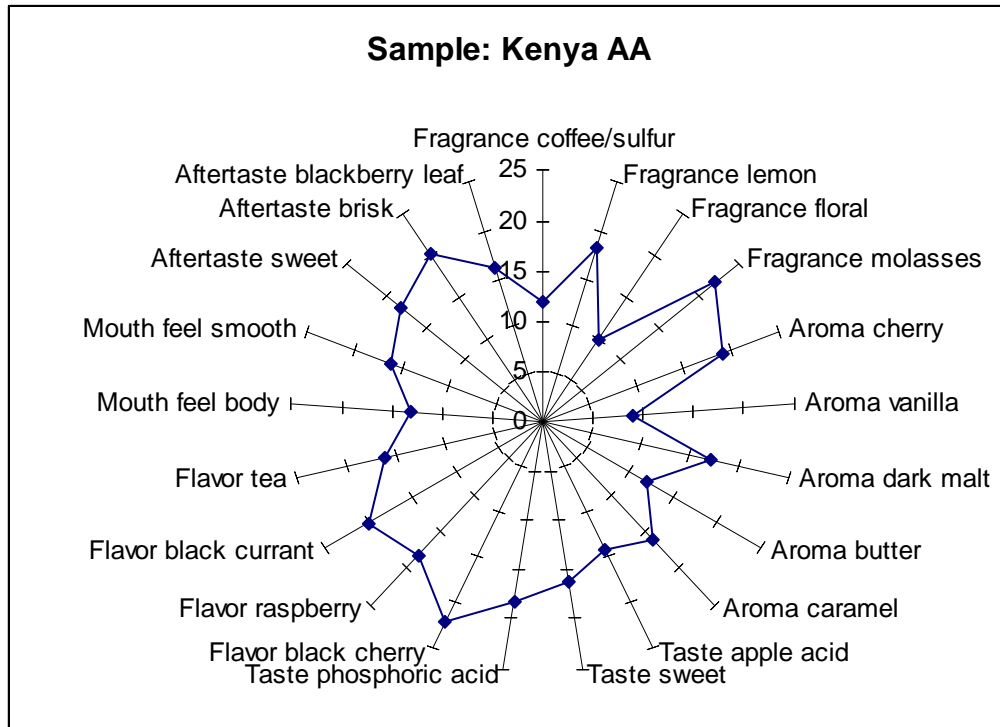 Sample: Kenya AA
Fragrance coffee/sulfur
Aftertaste blackberry leaf
25
Fragrance lemon
Aftertaste brisk
20
Fragrance floral
Aftertaste sweet
15
Fragrance molasses
Mouth feel smooth
10
Aroma cherry
Mouth feel body
5
Aroma vanilla
0
Flavor tea
Aroma dark malt
Flavor black currant
Aroma butter
Flavor raspberry
Aroma caramel
Flavor black cherry
Taste apple acid
Taste phosphoric acid
Taste sweet